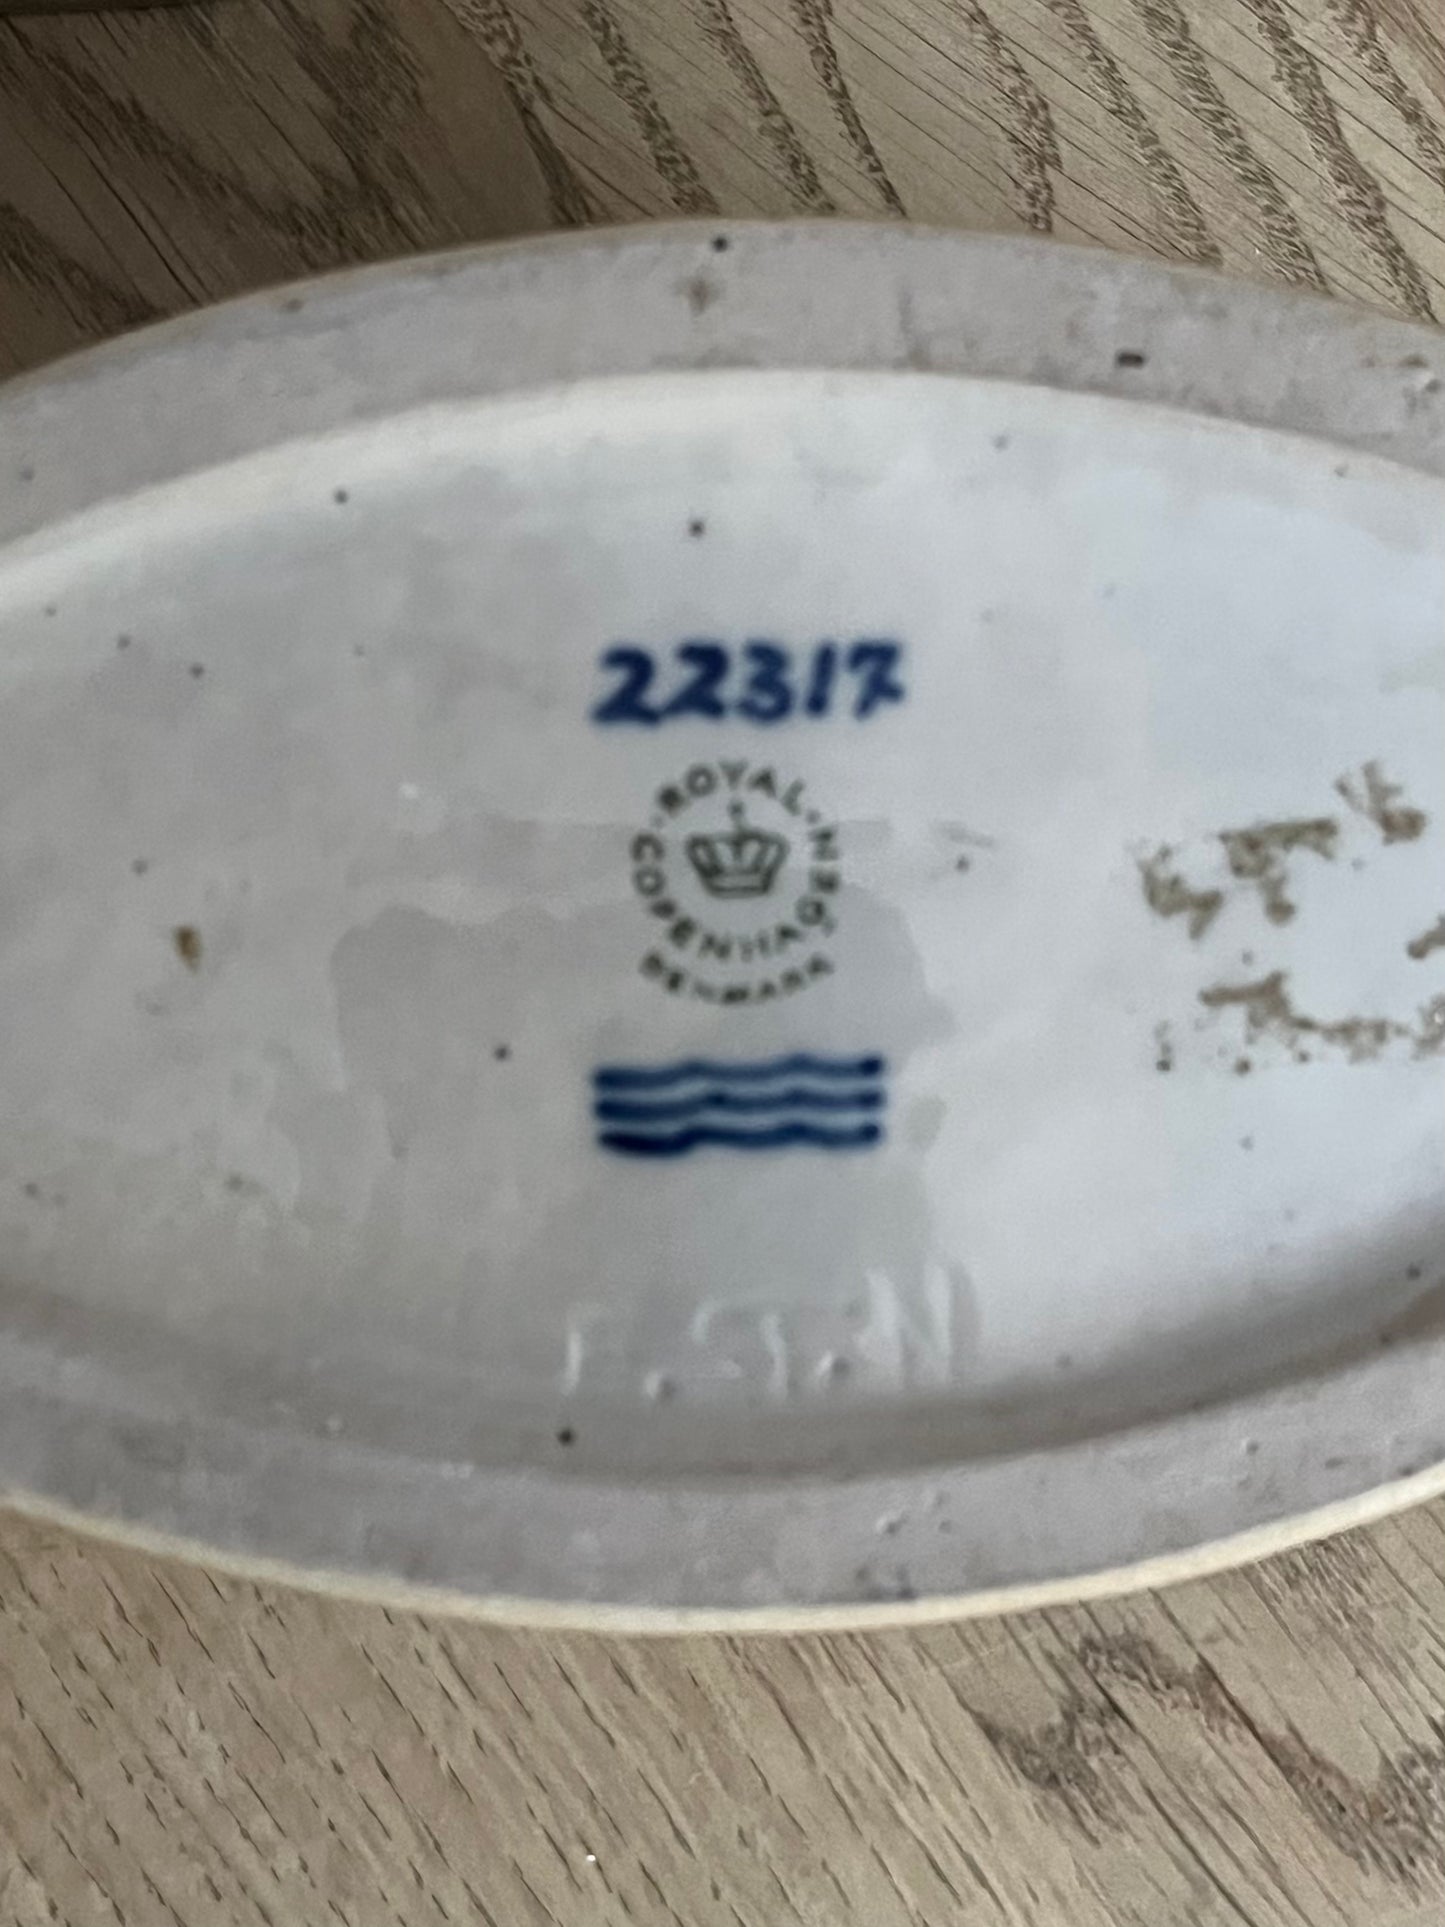 22317
ROYAL
COPENHAGEN
DENMARK